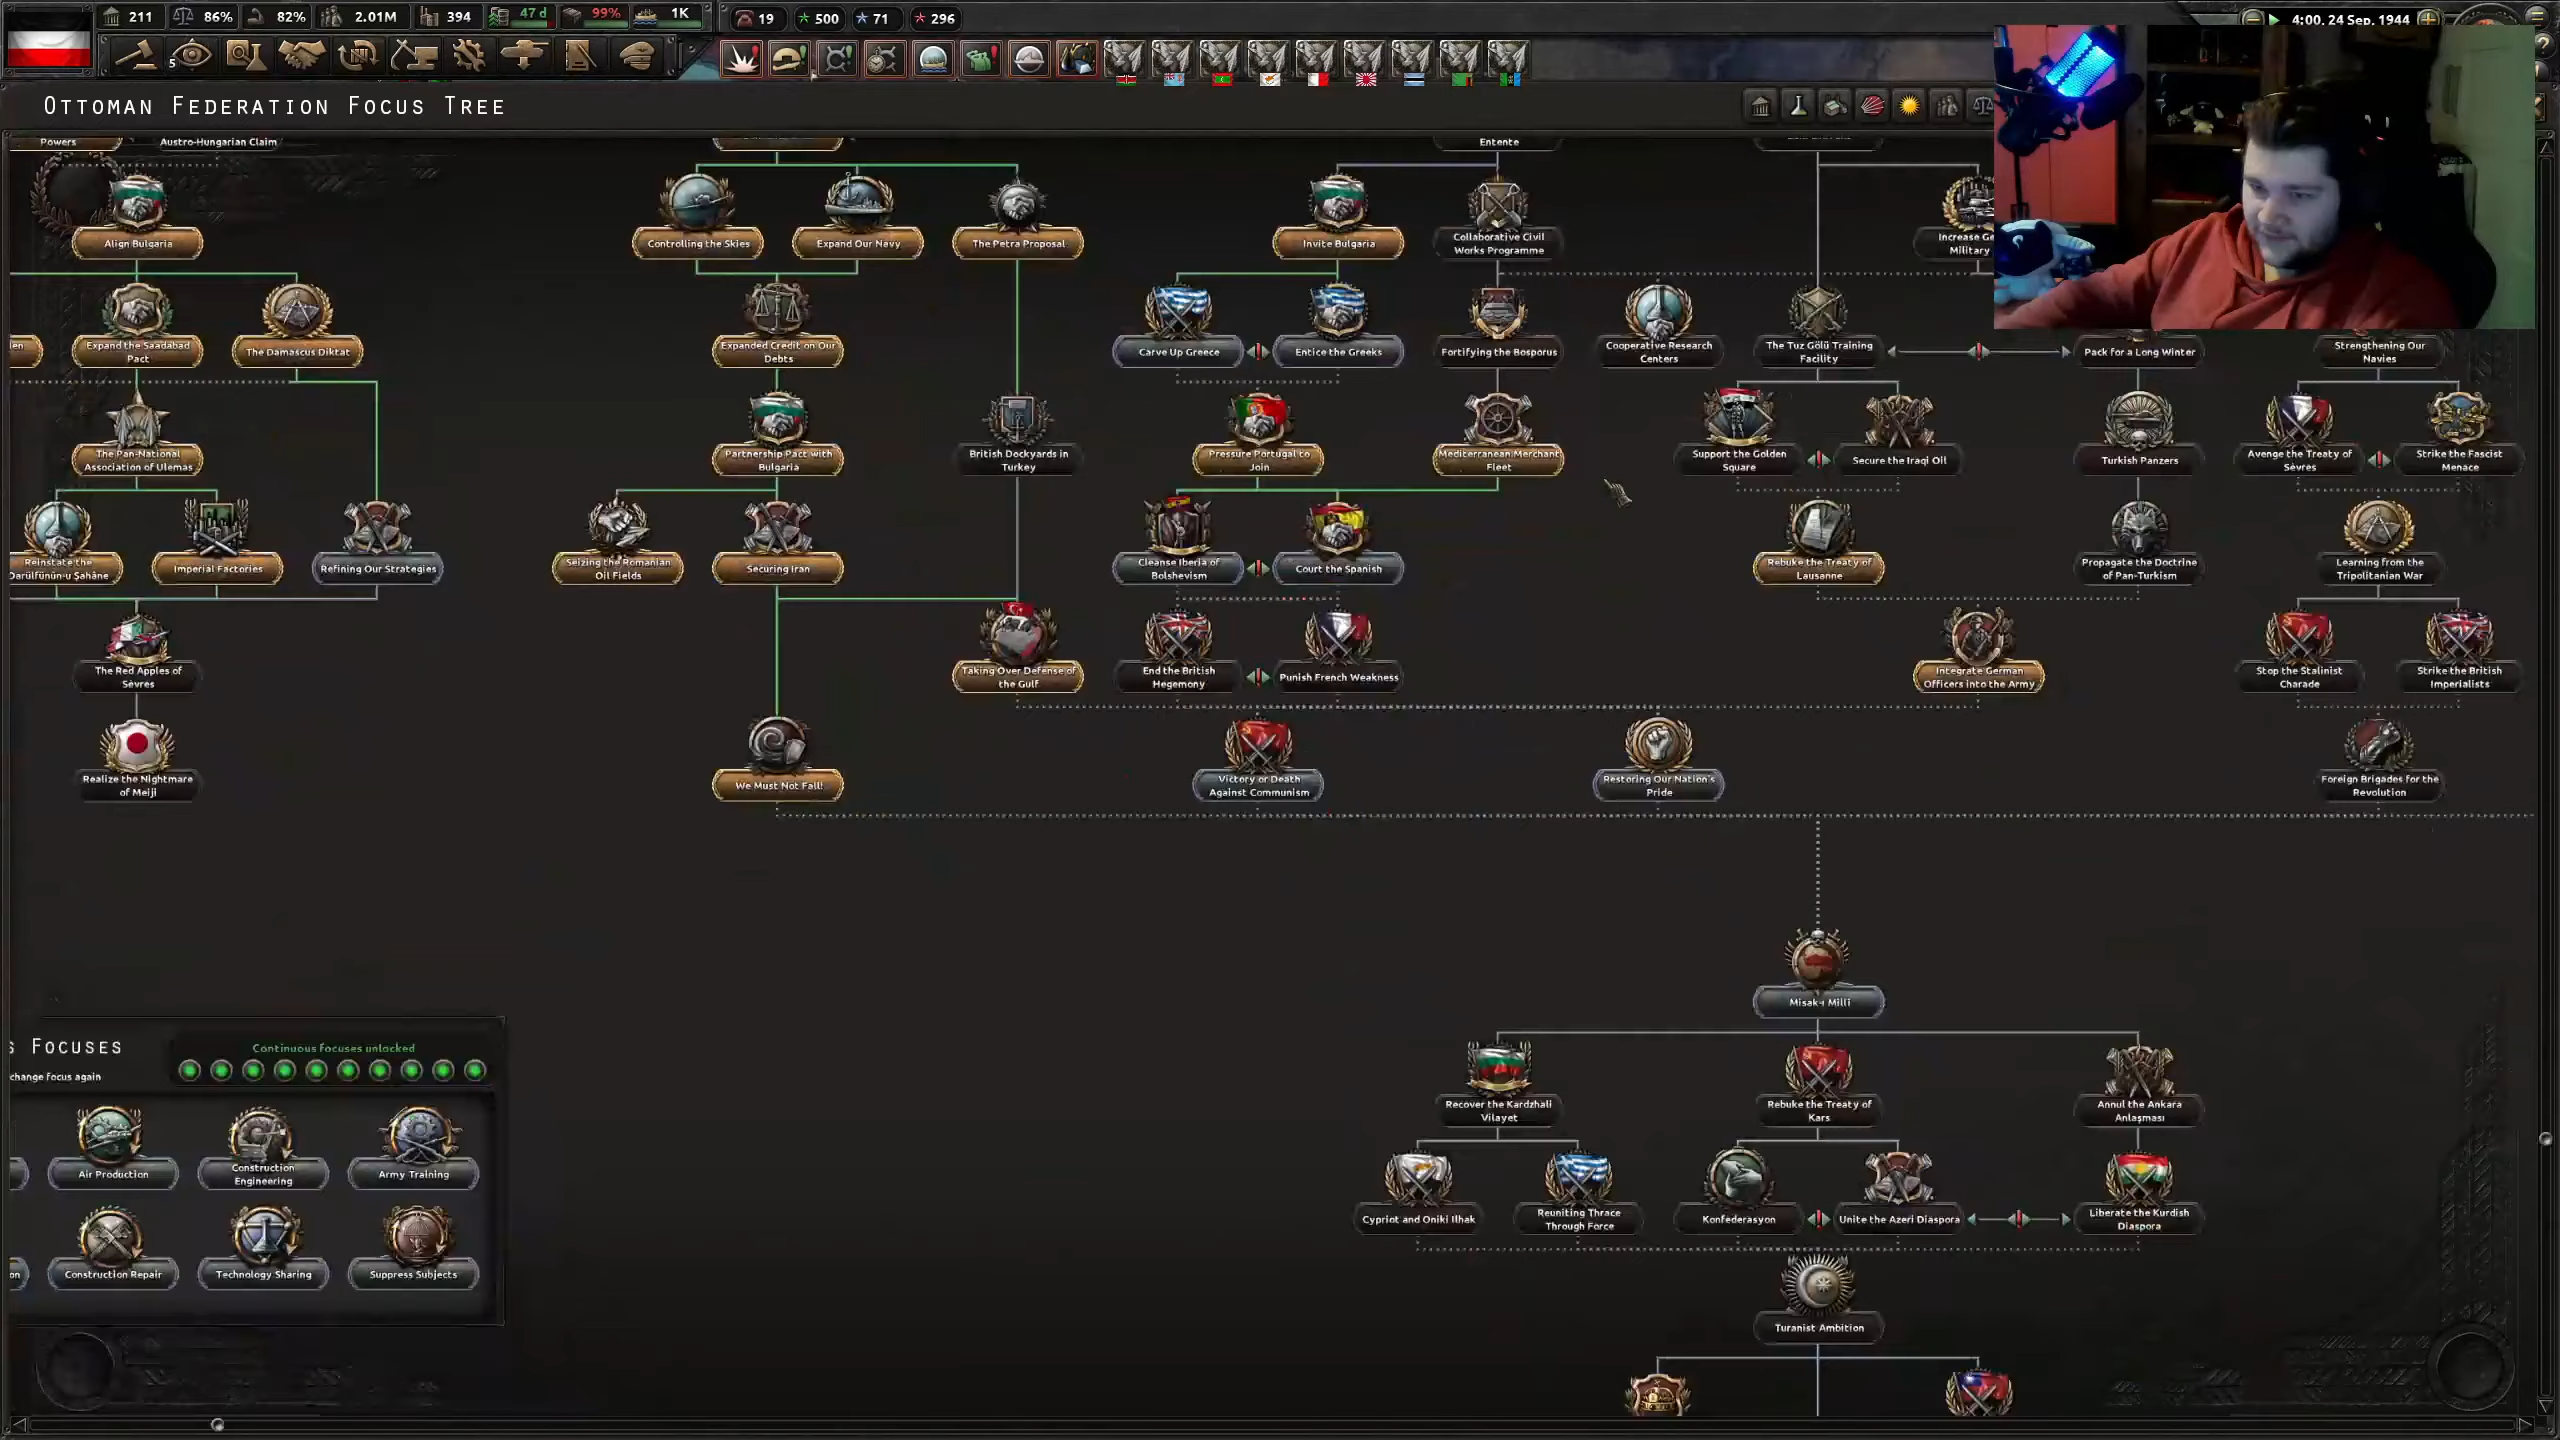 211 86% 82% 2.01M 394 47 d 99% 1K 19 500 71 296
4:00, 24 Sep, 1944
5
Ottoman Federation Focus Tree
Powers
Austro-Hungarian Claim
Entente
Align Bulgaria
Controlling the Skies
Expand Our Navy
The Petra Proposal
Invite Bulgaria
Collaborative Civil
Works Programme
Military
Expand the Saadabad
Pact
The Damascus Diktat
Expanded Credit on Our
Debts
Carve Up Greece
Entice the Greeks
Fortifying the Bosporus
Cooperative Research
Centers
The Tuz Gölü Training
Facility
Pack for a Long Winter
Strengthening Our
Navies
The Pan-National
Association of Ulemas
Partnership Pact with
Bulgaria
British Dockyards in
Turkey
Pressure Portugal to
Join
Mediterranean Merchant
Fleet
Support the Golden
Square
Secure the Iraqi Oil
Turkish Panzers
Avenge the Treaty of
Sèvres
Strike the Fascist
Menace
Reinstate the
Darülfünûn-u Şahâne
Imperial Factories
Refining Our Strategies
Seizing the Romanian
Oil Fields
Securing Iran
Cleanse Iberia of
Bolshevism
Court the Spanish
Rebuke the Treaty of
Lausanne
Propagate the Doctrine
of Pan-Turkism
Learning from the
Tripolitanian War
The Red Apples of
Sèvres
Taking Over Defense of
the Gulf
End the British
Hegemony
Punish French Weakness
Integrate German
Officers into the Army
Stop the Stalinist
Charade
Strike the British
Imperialists
Realize the Nightmare
of Meiji
We Must Not Fall!
Victory or Death
Against Communism
Restoring Our Nation's
Pride
Foreign Brigades for the
Revolution
Misak-ı Millî
s Focuses
Continuous focuses unlocked
change focus again
Recover the Kardzhali
Vilayet
Rebuke the Treaty of
Kars
Annul the Ankara
Anlaşması
Air Production
Construction
Engineering
Army Training
Cypriot and Oniki Ilhak
Reuniting Thrace
Through Force
Konfederasyon
Unite the Azeri Diaspora
Liberate the Kurdish
Diaspora
Construction Repair
Technology Sharing
Suppress Subjects
Turanist Ambition